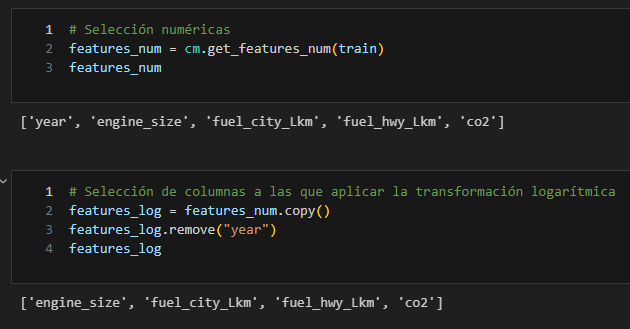 1 # Selección numéricas
2 features_num = cm.get_features_num(train)
3 features_num
['year', 'engine_size', 'fuel_city_Lkm', 'fuel_hwy_Lkm', 'co2']
1 # Selección de columnas a las que aplicar la transformación logarítmica
2 features_log = features_num.copy()
3 features_log.remove("year")
4 features_log
['engine_size', 'fuel_city_Lkm', 'fuel_hwy_Lkm', 'co2']